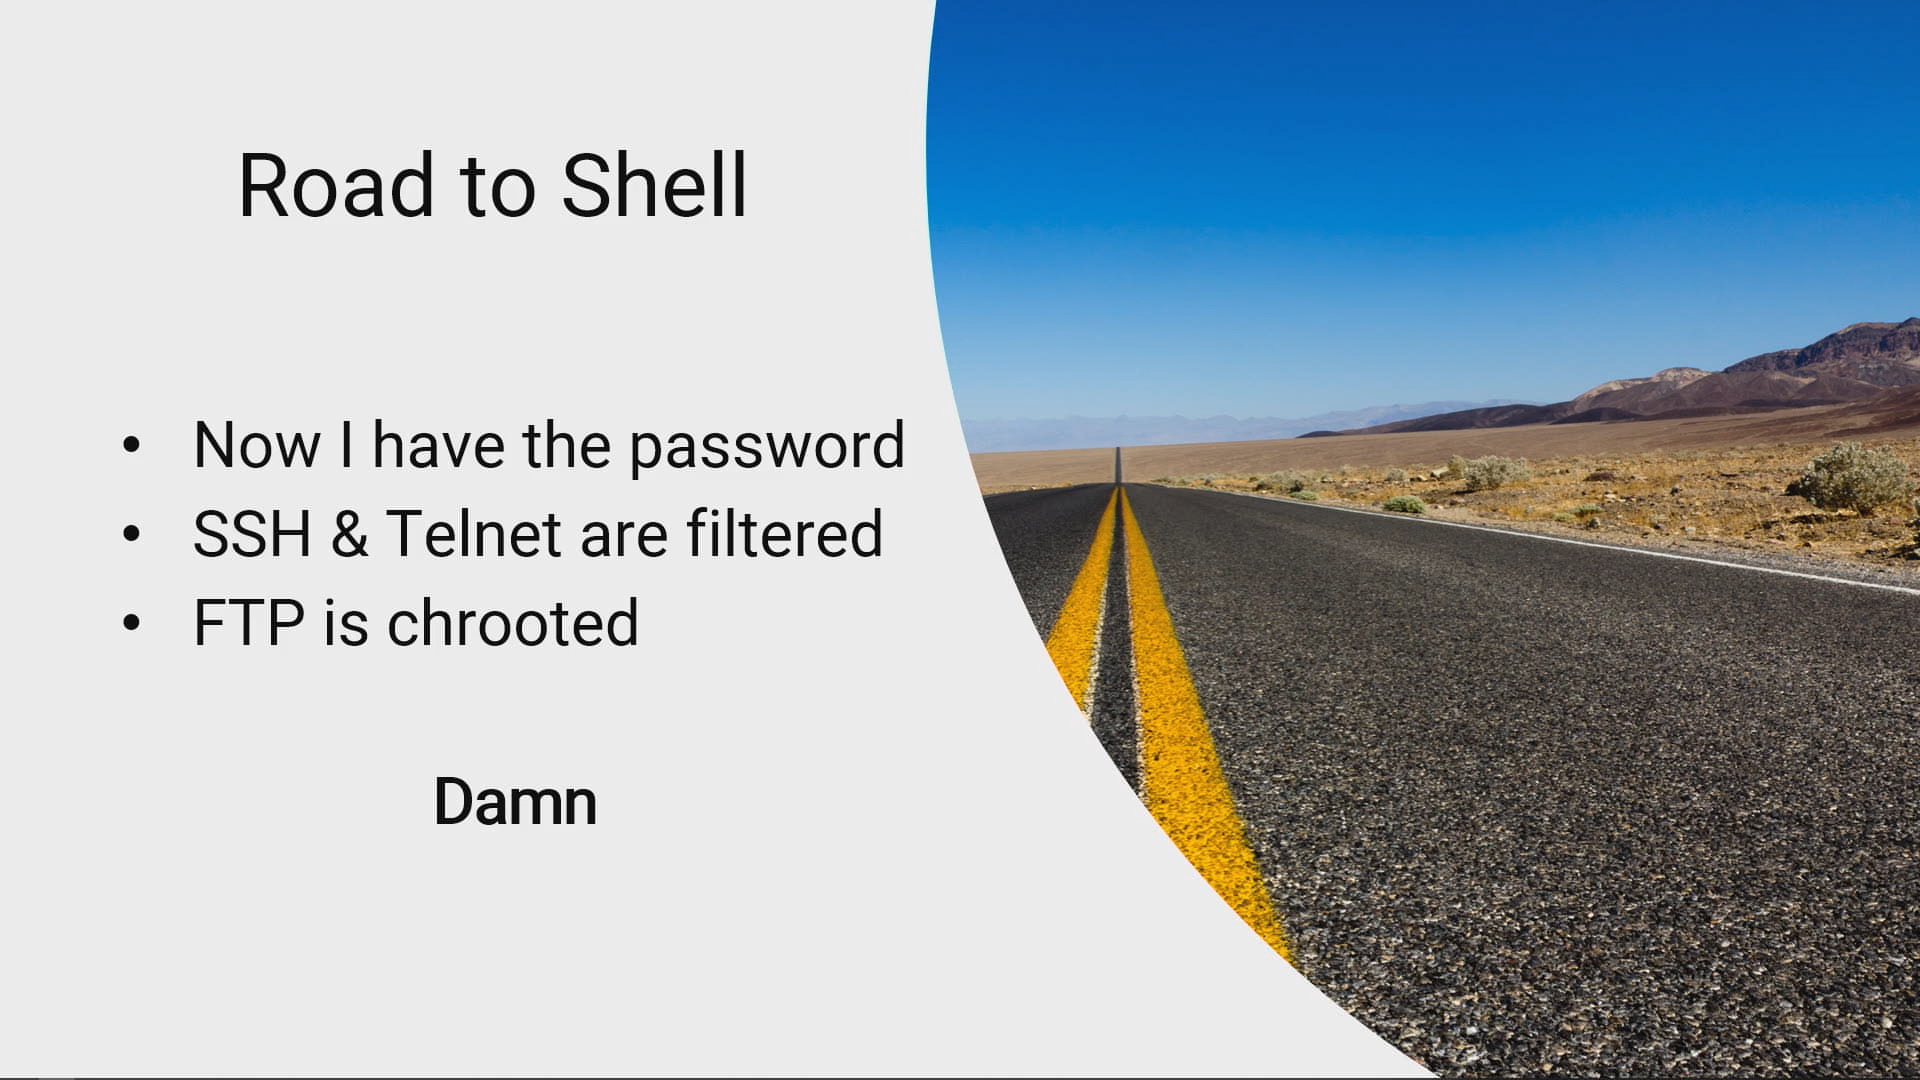 Road to Shell
• Now I have the password
• SSH & Telnet are filtered
• FTP is chrooted
Damn